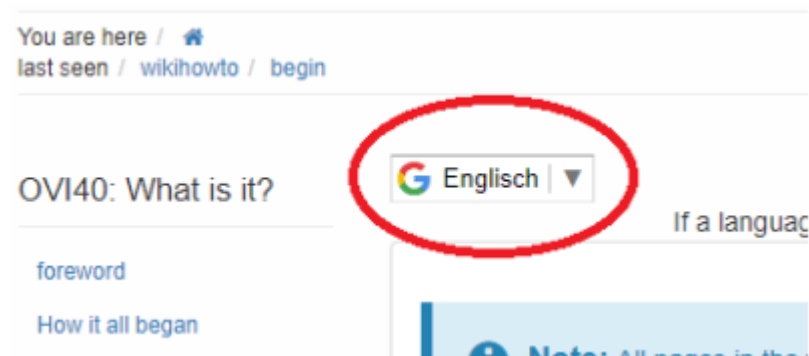 You are here /
last seen / wikihowto / begin
OVI40: What is it?
G Englisch | ▼
If a languag
foreword
How it all began
Note: All pages in the